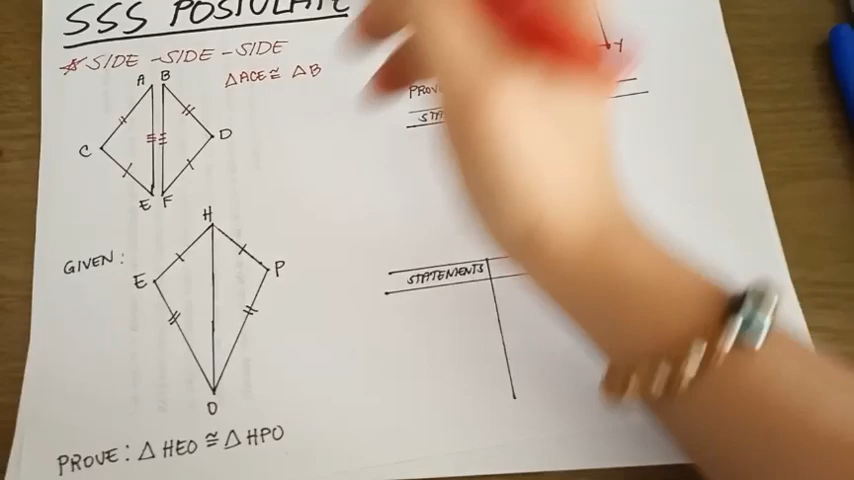 SSS POSTULATE
☆ SIDE - SIDE - SIDE
A B
△ACE ≅ △B
C
D
E F
H
GIVEN:
E
P
O
PROVE: △HEO ≅ △HPO
Y
STATEMENTS